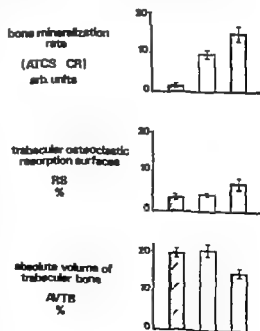 bone mineralization
rate
(ATCS CR)
arb. units
20
10
0
trabecular osteoclastic
resorption surfaces
RS
%
20
10
0
absolute volume of
trabecular bone
AVTB
%
20
10
0